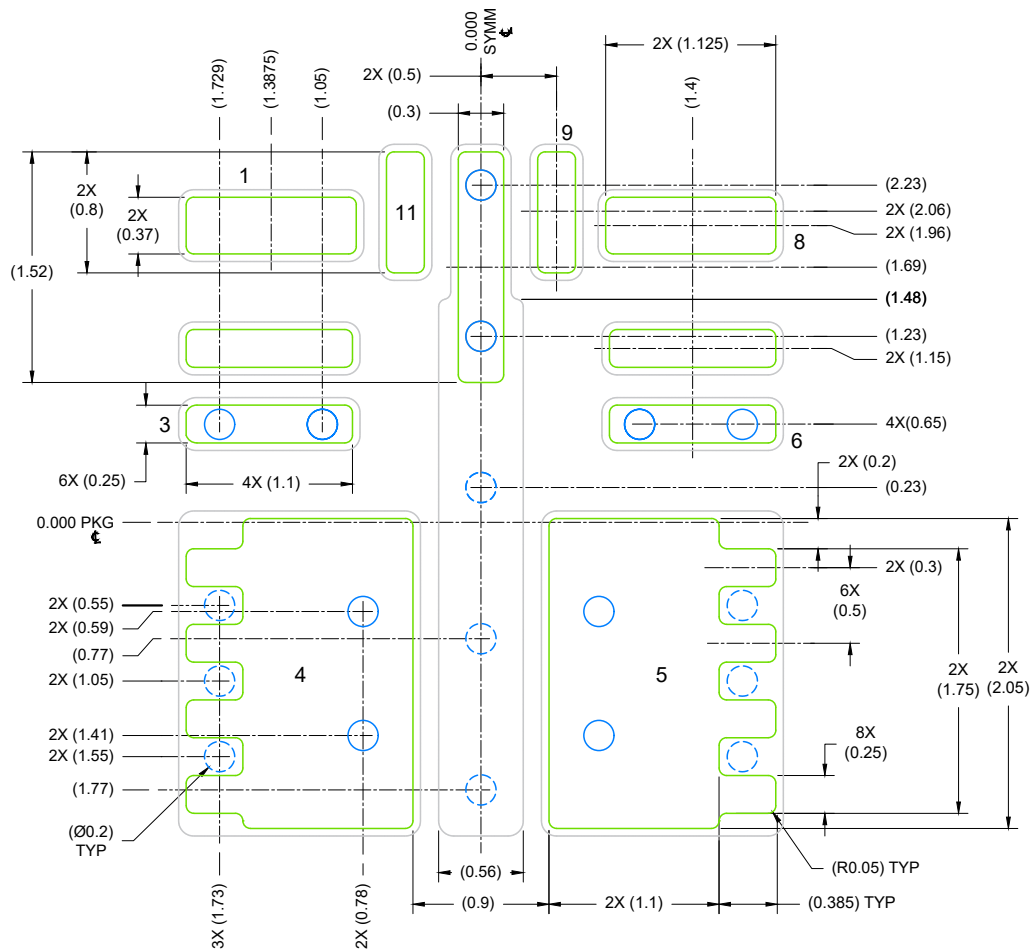 0.000
SYMM
℄
2X (0.5)
2X (1.125)
(1.729)
(1.3875)
(1.05)
(0.3)
(1.4)
9
1
11
8
2X
(0.8)
2X
(0.37)
(1.52)
(2.23)
2X (2.06)
2X (1.96)
(1.69)
(1.48)
(1.23)
2X (1.15)
3
6
4X(0.65)
6X (0.25)
4X (1.1)
2X (0.2)
(0.23)
0.000 PKG
℄
2X (0.3)
6X
(0.5)
2X (0.55)
2X (0.59)
(0.77)
2X (1.05)
4
5
2X
(1.75)
2X
(2.05)
2X (1.41)
2X (1.55)
(1.77)
8X
(0.25)
(Ø0.2)
TYP
(0.56)
(R0.05) TYP
(0.9)
2X (1.1)
(0.385) TYP
3X (1.73)
2X (0.78)